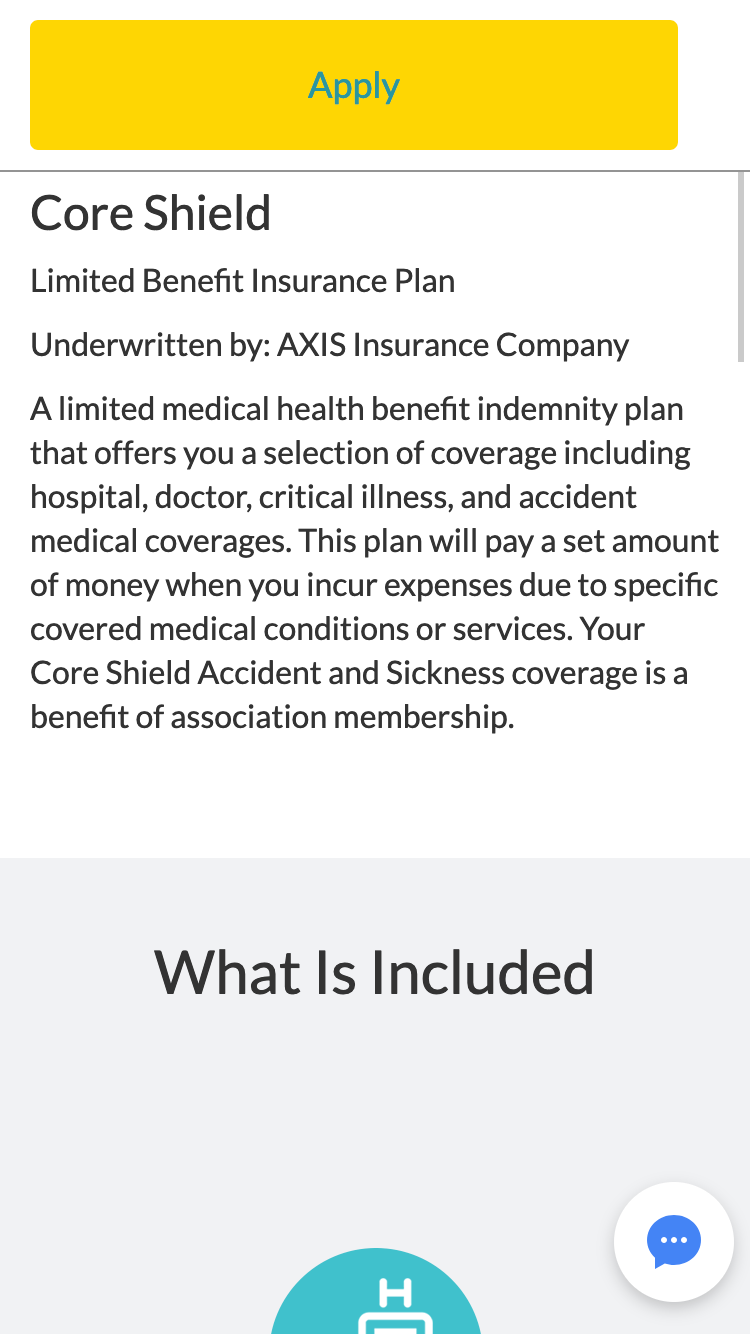 Apply
Core Shield
Limited Benefit Insurance Plan
Underwritten by: AXIS Insurance Company
A limited medical health benefit indemnity plan
that offers you a selection of coverage including
hospital, doctor, critical illness, and accident
medical coverages. This plan will pay a set amount
of money when you incur expenses due to specific
covered medical conditions or services. Your
Core Shield Accident and Sickness coverage is a
benefit of association membership.
What Is Included
H